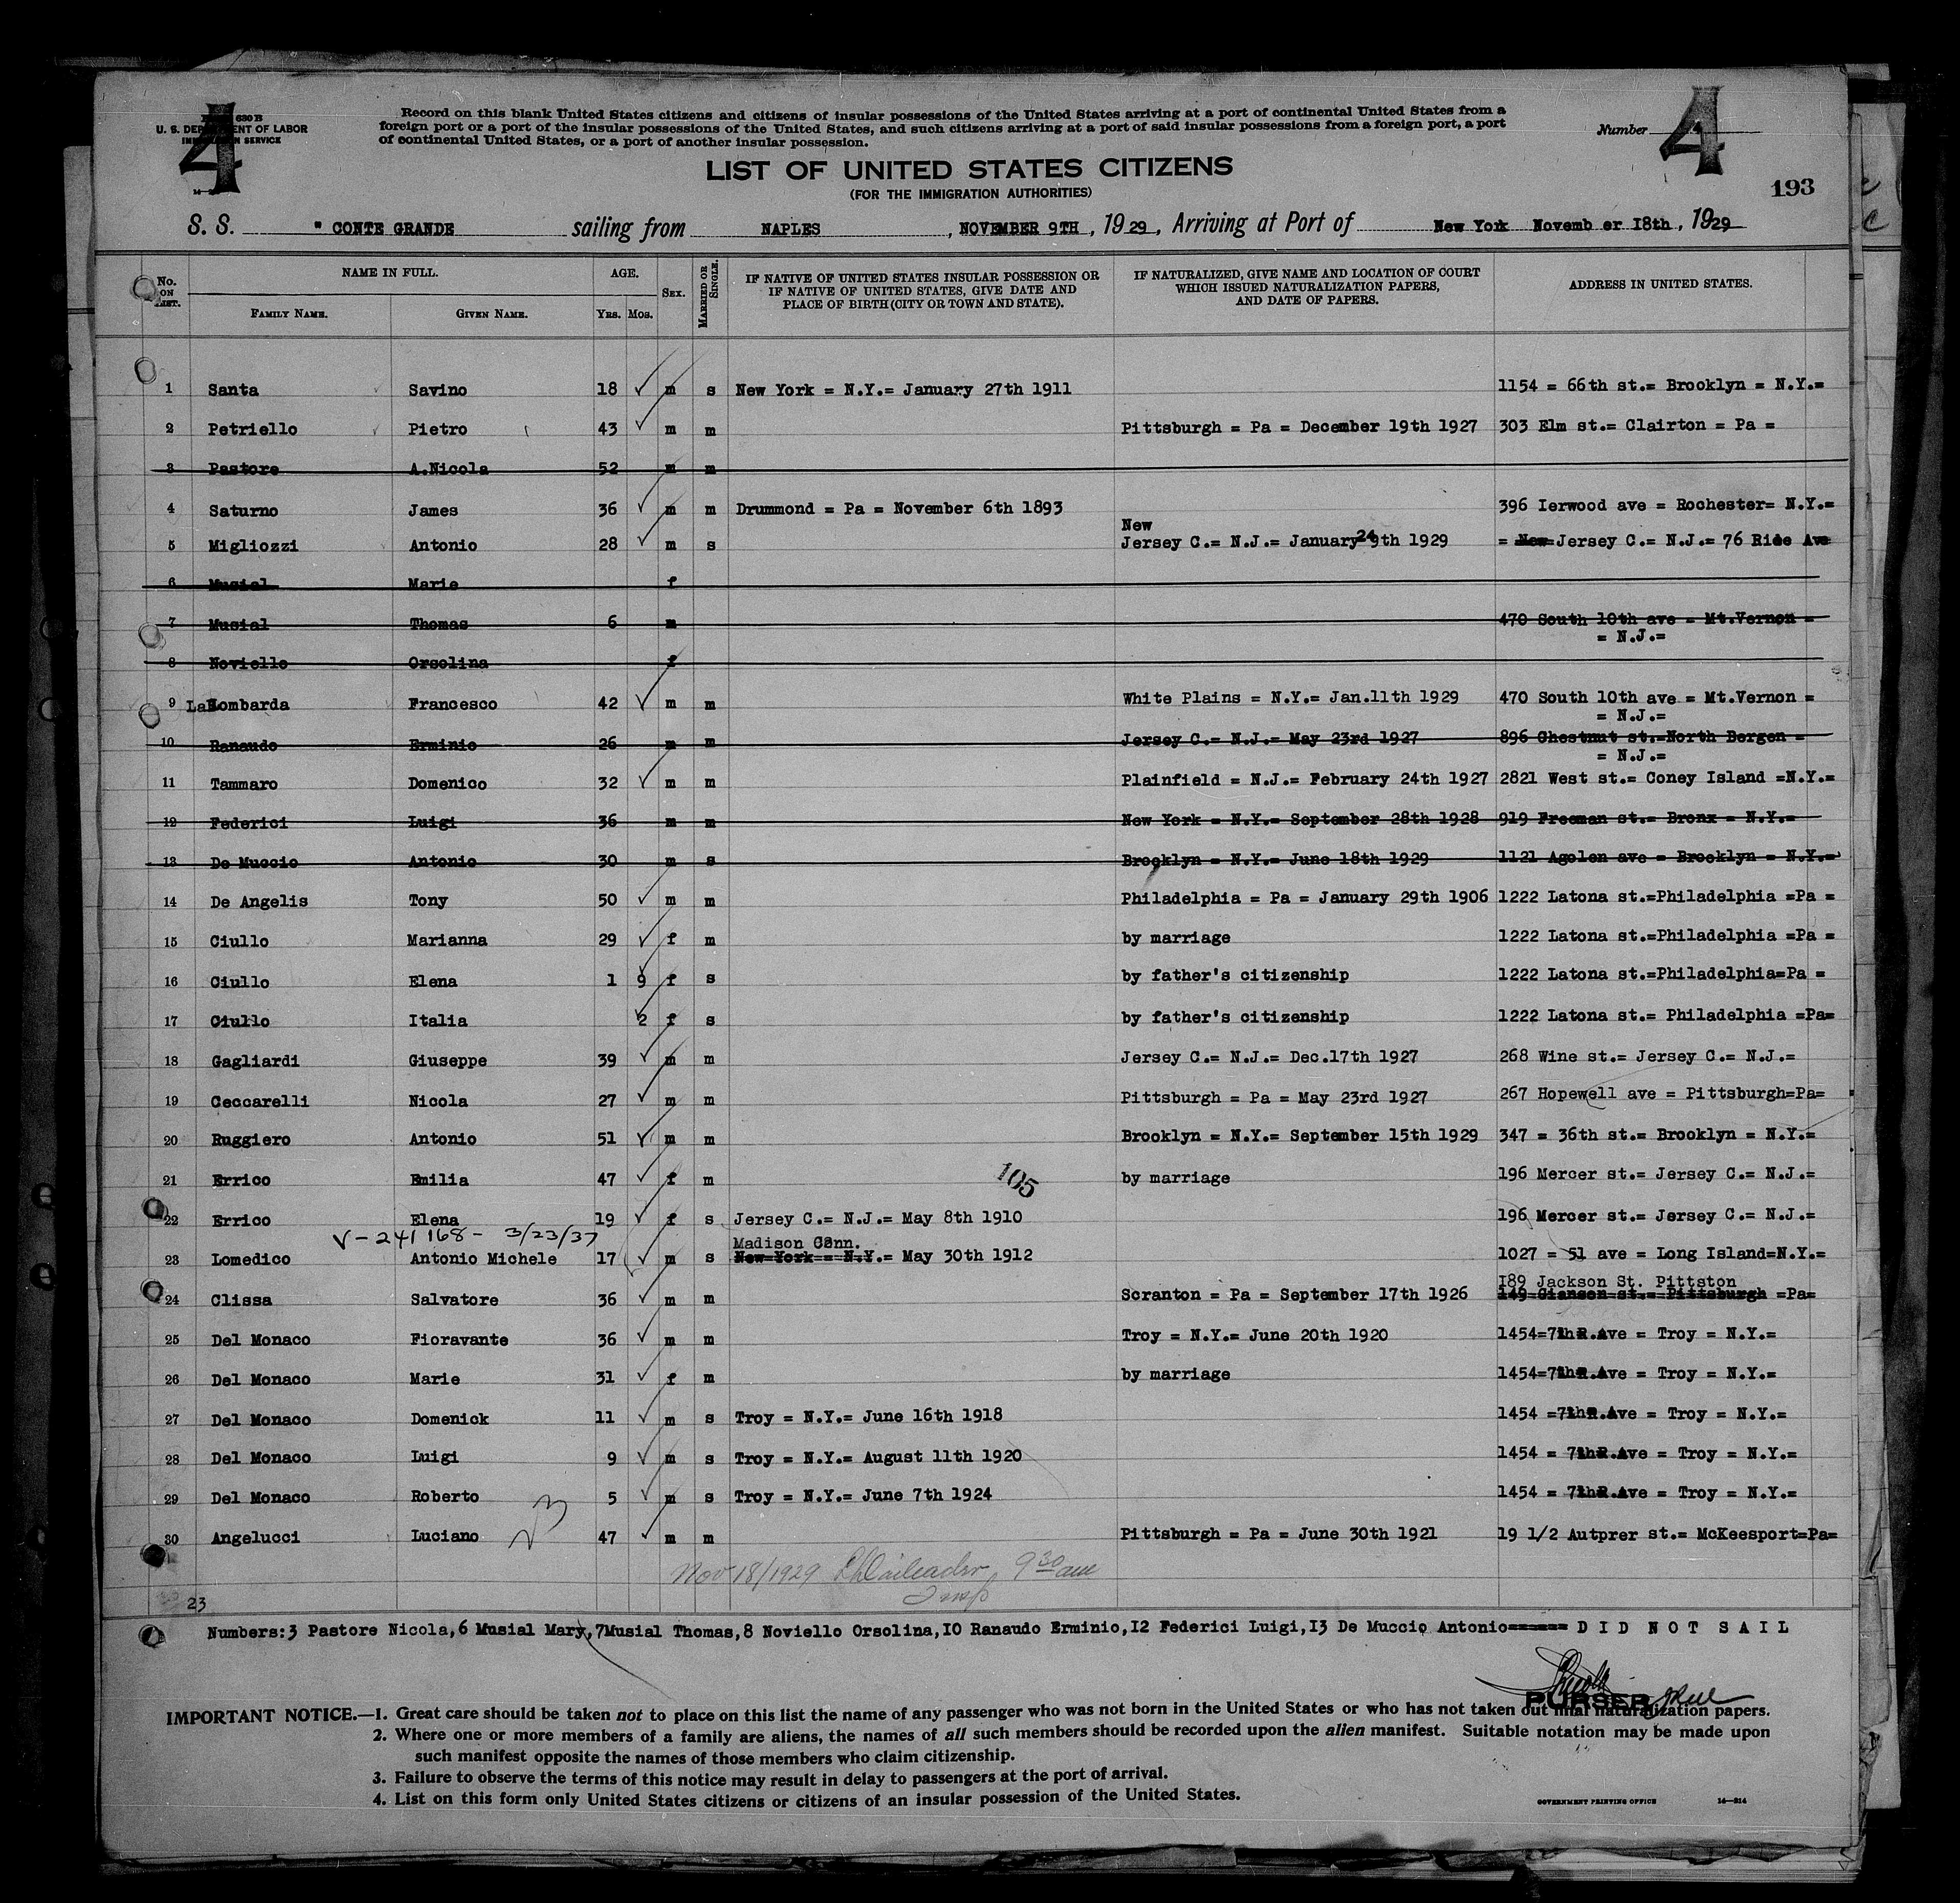 4
630 B
U. S. DEPARTMENT OF LABOR
IMMIGRATION SERVICE
Record on this blank United States citizens and citizens of insular possessions of the United States arriving at a port of continental United States from a
foreign port or a port of the insular possessions of the United States, and such citizens arriving at a port of said insular possessions from a foreign port, a port
of continental United States, or a port of another insular possession.
Number
4
193
LIST OF UNITED STATES CITIZENS
(FOR THE IMMIGRATION AUTHORITIES)
S. S. " CONTE GRANDE sailing from NAPLES , NOVEMBER 9TH , 19 29 , Arriving at Port of New York Novemb er I8th , 1929
No. ON LIST. NAME IN FULL. AGE. SEX. MARRIED OR SINGLE. IF NATIVE OF UNITED STATES INSULAR POSSESSION OR IF NATIVE OF UNITED STATES, GIVE DATE AND PLACE OF BIRTH (CITY OR TOWN AND STATE). IF NATURALIZED, GIVE NAME AND LOCATION OF COURT WHICH ISSUED NATURALIZATION PAPERS, AND DATE OF PAPERS. ADDRESS IN UNITED STATES.
FAMILY NAME. GIVEN NAME. YRS. MOS.
1 Santa Savino 18 m s New York = N.Y.= January 27th 1911 1154 = 66th st.= Brooklyn = N.Y.=
2 Petriello Pietro 43 m m Pittsburgh = Pa = December 19th 1927 303 Elm st.= Clairton = Pa =
3 Pastore A.Nicola 52 m m
4 Saturno James 36 m m Drummond = Pa = November 6th 1893 396 Ierwood ave = Rochester= N.Y.=
New
5 Migliozzi Antonio 28 m s Jersey C.= N.J.= January 24 9th 1929 = New= Jersey C.= N.J.= 76 Ride Ave
6 Musial Marie f
7 Musial Thomas 6 m 470 South 10th ave = Mt.Vernon =
= N.J.=
8 Noviello Orsolina f
9 LaLombarda Francesco 42 m m White Plains = N.Y.= Jan.11th 1929 470 South 10th ave = Mt.Vernon =
= N.J.=
10 Ranaudo Erminio 26 m m Jersey C.= N.J.= May 23rd 1927 896 Chestnut st.=North Bergen =
= N.J.=
11 Tammaro Domenico 32 m m Plainfield = N.J.= February 24th 1927 2821 West st.= Coney Island =N.Y.=
12 Federici Luigi 36 m m New York = N.Y.= September 28th 1928 919 Freeman st.= Bronx = N.Y.=
13 De Muccio Antonio 30 m s Brooklyn = N.Y.= June 18th 1929 1121 Agolen ave = Brooklyn = N.Y.=
14 De Angelis Tony 50 m m Philadelphia = Pa = January 29th 1906 1222 Latona st.=Philadelphia =Pa =
15 Ciullo Marianna 29 f m by marriage 1222 Latona st.=Philadelphia =Pa =
16 Ciullo Elena 1 9 f s by father's citizenship 1222 Latona st.=Philadelphia=Pa =
17 Ciullo Italia 2 f s by father's citizenship 1222 Latona st.= Philadelphia =Pa=
18 Gagliardi Giuseppe 39 m m Jersey C.= N.J.= Dec.17th 1927 268 Wine st.= Jersey C.= N.J.=
19 Ceccarelli Nicola 27 m m Pittsburgh = Pa = May 23rd 1927 267 Hopewell ave = Pittsburgh=Pa=
20 Ruggiero Antonio 51 m m Brooklyn = N.Y.= September 15th 1929 347 = 36th st.= Brooklyn = N.Y.=
105
21 Errico Emilia 47 f m by marriage 196 Mercer st.= Jersey C.= N.J.=
22 Errico Elena 19 f s Jersey C.= N.J.= May 8th 1910 196 Mercer st.= Jersey C.= N.J.=
V - 241168 - 3/23/37 Madison Conn.
23 Lomedico Antonio Michele 17 m s New York = N.Y.= May 30th 1912 1027 = 51 ave = Long Island=N.Y.=
I89 Jackson St. Pittston
24 Clissa Salvatore 36 m m Scranton = Pa = September 17th 1926 149 Gianson st.= Pittsburgh =Pa=
25 Del Monaco Fioravante 36 m m Troy = N.Y.= June 20th 1920 1454=7th Ave = Troy = N.Y.=
26 Del Monaco Marie 31 f m by marriage 1454=7th Ave = Troy = N.Y.=
27 Del Monaco Domenick 11 m s Troy = N.Y.= June 16th 1918 1454 =7th Ave = Troy = N.Y.=
28 Del Monaco Luigi 9 m s Troy = N.Y.= August 11th 1920 1454 = 7th Ave = Troy = N.Y.=
29 Del Monaco Roberto 5 m s Troy = N.Y.= June 7th 1924 1454 = 7th Ave = Troy = N.Y.=
30 Angelucci Luciano 47 m m Pittsburgh = Pa = June 30th 1921 19 1/2 Autprer st.= McKeesport=Pa=
23
Nov 18/1929 9 30 am
Insp
23
Numbers:3 Pastore Nicola,6 Musial Mary,7Musial Thomas,8 Noviello Orsolina,I0 Ranaudo Erminio,I2 Federici Luigi,I3 De Muccio Antonio====== D I D N O T S A I L
PURSER
IMPORTANT NOTICE.—1. Great care should be taken not to place on this list the name of any passenger who was not born in the United States or who has not taken out final naturalization papers.
2. Where one or more members of a family are aliens, the names of all such members should be recorded upon the alien manifest. Suitable notation may be made upon
such manifest opposite the names of those members who claim citizenship.
3. Failure to observe the terms of this notice may result in delay to passengers at the port of arrival.
4. List on this form only United States citizens or citizens of an insular possession of the United States.
GOVERNMENT PRINTING OFFICE 14—214